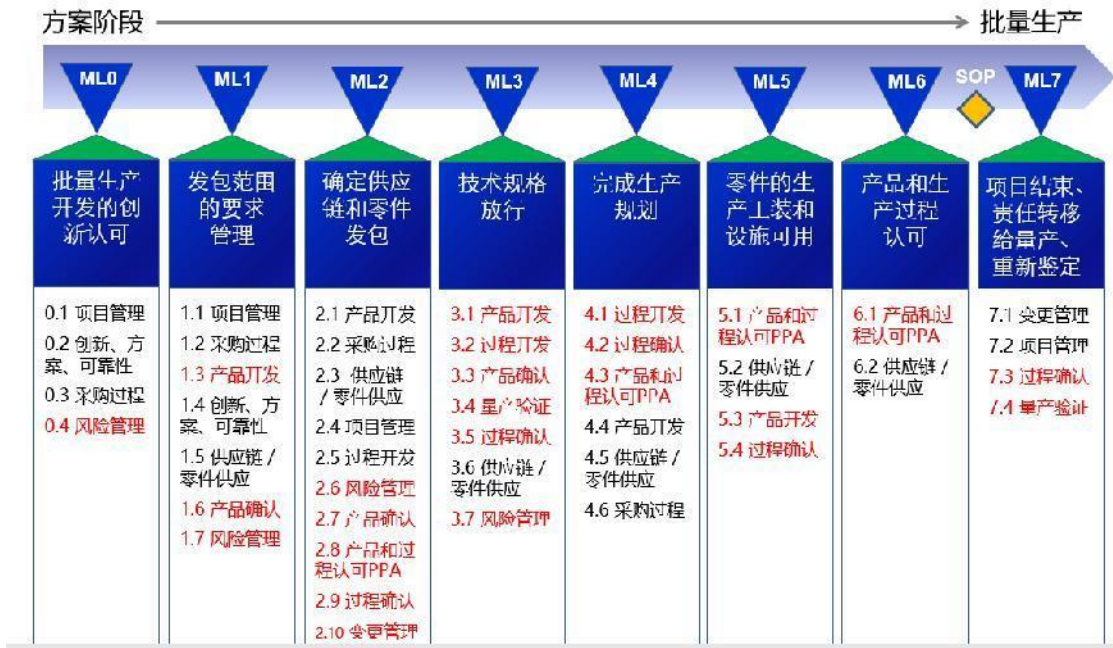 方案阶段
批量生产
ML0
ML1
ML2
ML3
ML4
ML5
ML6
SOP
ML7
批量生产
开发的创
新认可
发包范围
的要求
管理
确定供应
链和零件
发包
技术规格
放行
完成生产
规划
零件的生
产工装和
设施可用
产品和生
产过程
认可
项目结束、
责任转移
给量产、
重新鉴定
0.1 项目管理
0.2 创新、方
案、可靠性
0.3 采购过程
0.4 风险管理
1.1 项目管理
1.2 采购过程
1.3 产品开发
1.4 创新、方
案、可靠性
1.5 供应链 /
零件供应
1.6 产品确认
1.7 风险管理
2.1 产品开发
2.2 采购过程
2.3 供应链
/ 零件供应
2.4 项目管理
2.5 过程开发
2.6 风险管理
2.7 产品确认
2.8 产品和过
程认可PPA
2.9 过程确认
2.10 变更管理
3.1 产品开发
3.2 过程开发
3.3 产品确认
3.4 量产验证
3.5 过程确认
3.6 供应链 /
零件供应
3.7 风险管理
4.1 过程开发
4.2 过程确认
4.3 产品和过
程认可PPA
4.4 产品开发
4.5 供应链 /
零件供应
4.6 采购过程
5.1 产品和过
程认可PPA
5.2 供应链 /
零件供应
5.3 产品开发
5.4 过程确认
6.1 产品和过
程认可PPA
6.2 供应链 /
零件供应
7.1 变更管理
7.2 项目管理
7.3 过程确认
7.4 量产验证